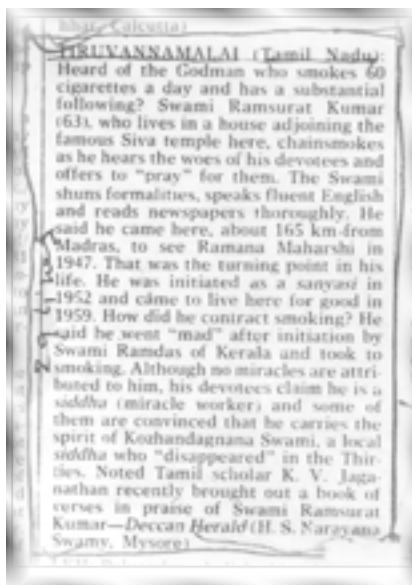 bhar, Calcutta)
TIRUVANNAMALAI (Tamil Nadu):
Heard of the Godman who smokes 60
cigarettes a day and has a substantial
following? Swami Ramsurat Kumar
(63), who lives in a house adjoining the
famous Siva temple here, chainsmokes
as he hears the woes of his devotees and
offers to “pray” for them. The Swami
shuns formalities, speaks fluent English
and reads newspapers thoroughly. He
said he came here, about 165 km from
Madras, to see Ramana Maharshi in
1947. That was the turning point in his
life. He was initiated as a sanyasi in
1952 and came to live here for good in
1959. How did he contract smoking? He
said he went “mad” after initiation by
Swami Ramdas of Kerala and took to
smoking. Although no miracles are attri-
buted to him, his devotees claim he is a
siddha (miracle worker) and some of
them are convinced that he carries the
spirit of Kozhandagnana Swami, a local
siddha who “disappeared” in the Thir-
ties. Noted Tamil scholar K. V. Jaga-
nathan recently brought out a book of
verses in praise of Swami Ramsurat
Kumar—Deccan Herald (H. S. Narayana
Swamy, Mysore)